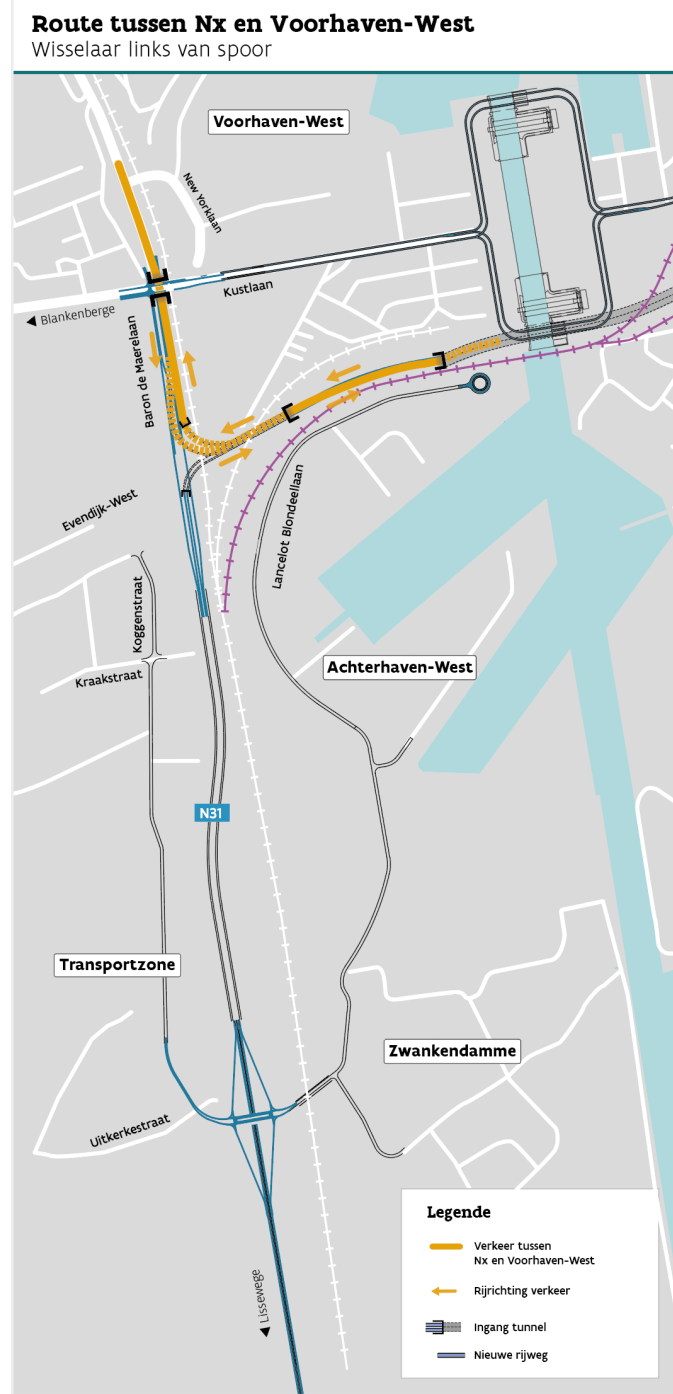 Route tussen Nx en Voorhaven-West
Wisselaar links van spoor
Voorhaven-West
New Yorklaan
Kustlaan
Blankenberge
Baron de Maerelaan
Evendijk-West
Lancelot Blondeellaan
Koggenstraat
Achterhaven-West
Kraakstraat
N31
Transportzone
Zwankendamme
Uitkerkestraat
Lissewege
Legende
Verkeer tussen
Nx en Voorhaven-West
Rijrichting verkeer
Ingang tunnel
Nieuwe rijweg